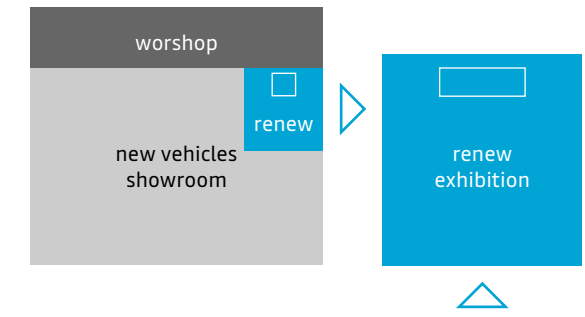 worshop
renew
new vehicles
showroom
renew
exhibition